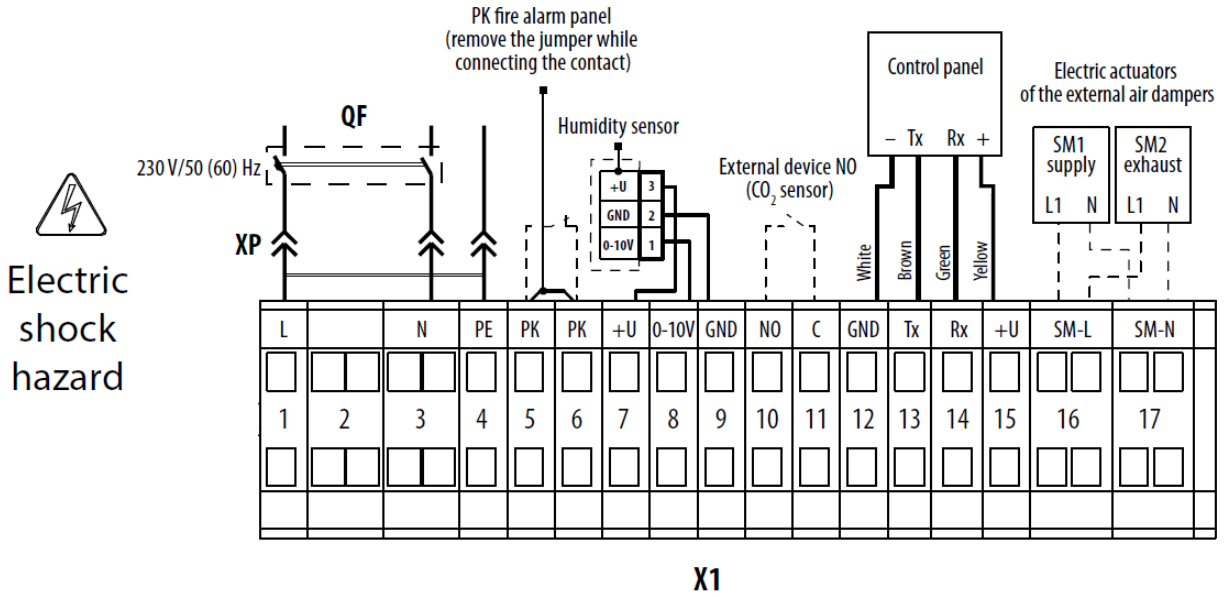 PK fire alarm panel
(remove the jumper while
connecting the contact)
QF
230 V/50 (60) Hz
XP
Electric
shock
hazard
Humidity sensor
+U 3
GND 2
0-10V 1
External device NO
(CO₂ sensor)
Control panel
– Tx Rx +
White
Brown
Green
Yellow
Electric actuators
of the external air dampers
SM1
supply
L1 N
SM2
exhaust
L1 N
L N PE PK PK +U 0-10V GND NO C GND Tx Rx +U SM-L SM-N
1 2 3 4 5 6 7 8 9 10 11 12 13 14 15 16 17
X1